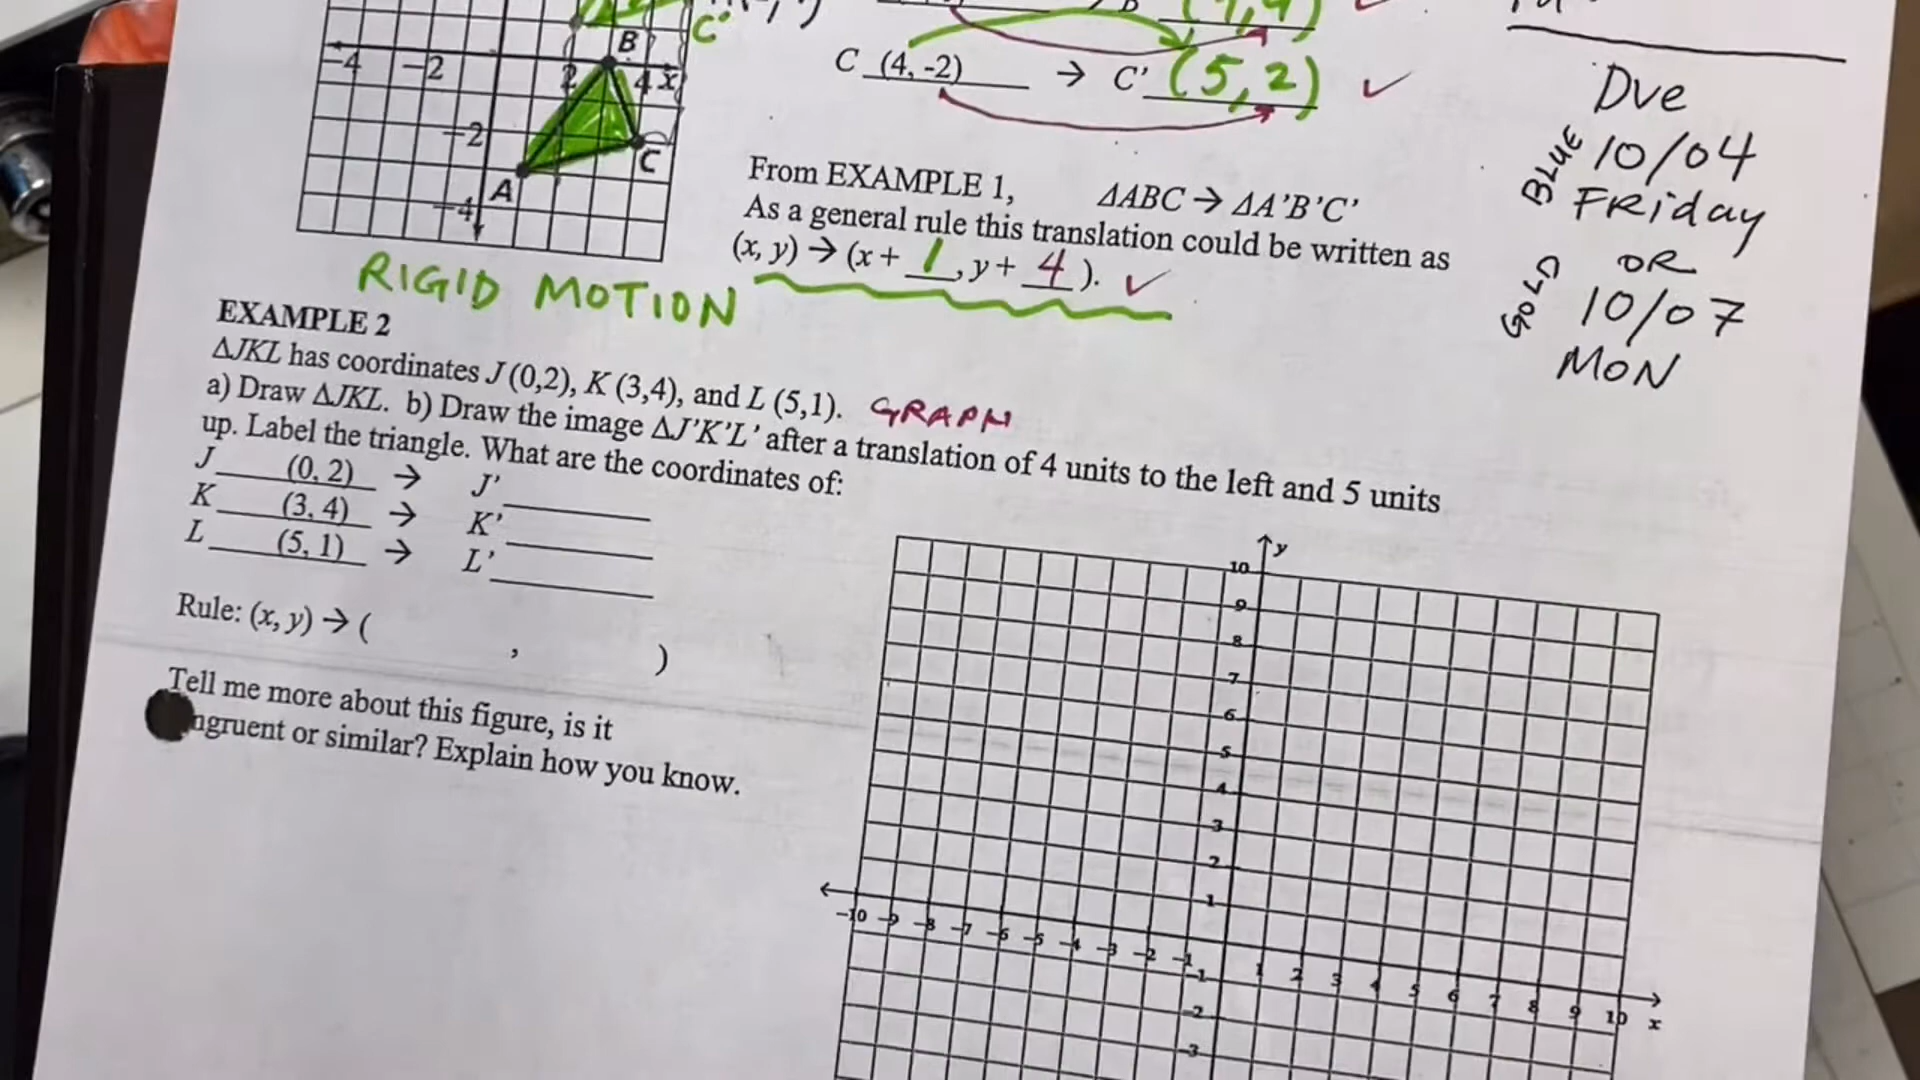 C'
B
-4 -2 2 4 x
-2
C
A
-4
C (4, -2) → C' (5, 2) ✓
From EXAMPLE 1, ΔABC → ΔA'B'C'
As a general rule this translation could be written as
(x, y) → (x + 1, y + 4 ). ✓
RIGID MOTION
Due
BLUE 10/04
FRiday
OR
GOLD 10/07
MON
EXAMPLE 2
ΔJKL has coordinates J (0,2), K (3,4), and L (5,1). GRAPH
a) Draw ΔJKL. b) Draw the image ΔJ'K'L' after a translation of 4 units to the left and 5 units
up. Label the triangle. What are the coordinates of:
J (0, 2) → J'
K (3, 4) → K'
L (5, 1) → L'
Rule: (x, y) → ( , )
Tell me more about this figure, is it
ngruent or similar? Explain how you know.
y
10
9
8
7
6
5
4
3
2
1
-10 -9 -8 -7 -6 -5 -4 -3 -2 -1 1 2 3 4 5 6 7 8 9 10 x
-1
-2
-3